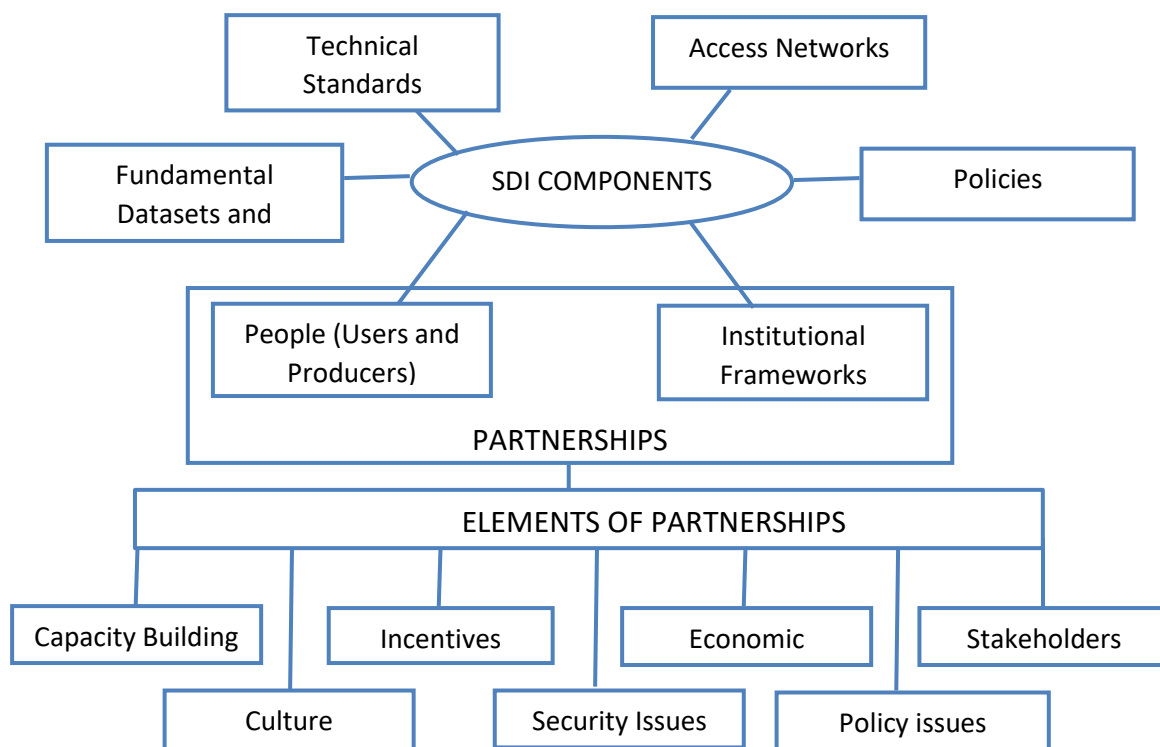 Technical
Standards
Access Networks
Fundamental
Datasets and
SDI COMPONENTS
Policies
People (Users and
Producers)
Institutional
Frameworks
PARTNERSHIPS
ELEMENTS OF PARTNERSHIPS
Capacity Building
Incentives
Economic
Stakeholders
Culture
Security Issues
Policy issues